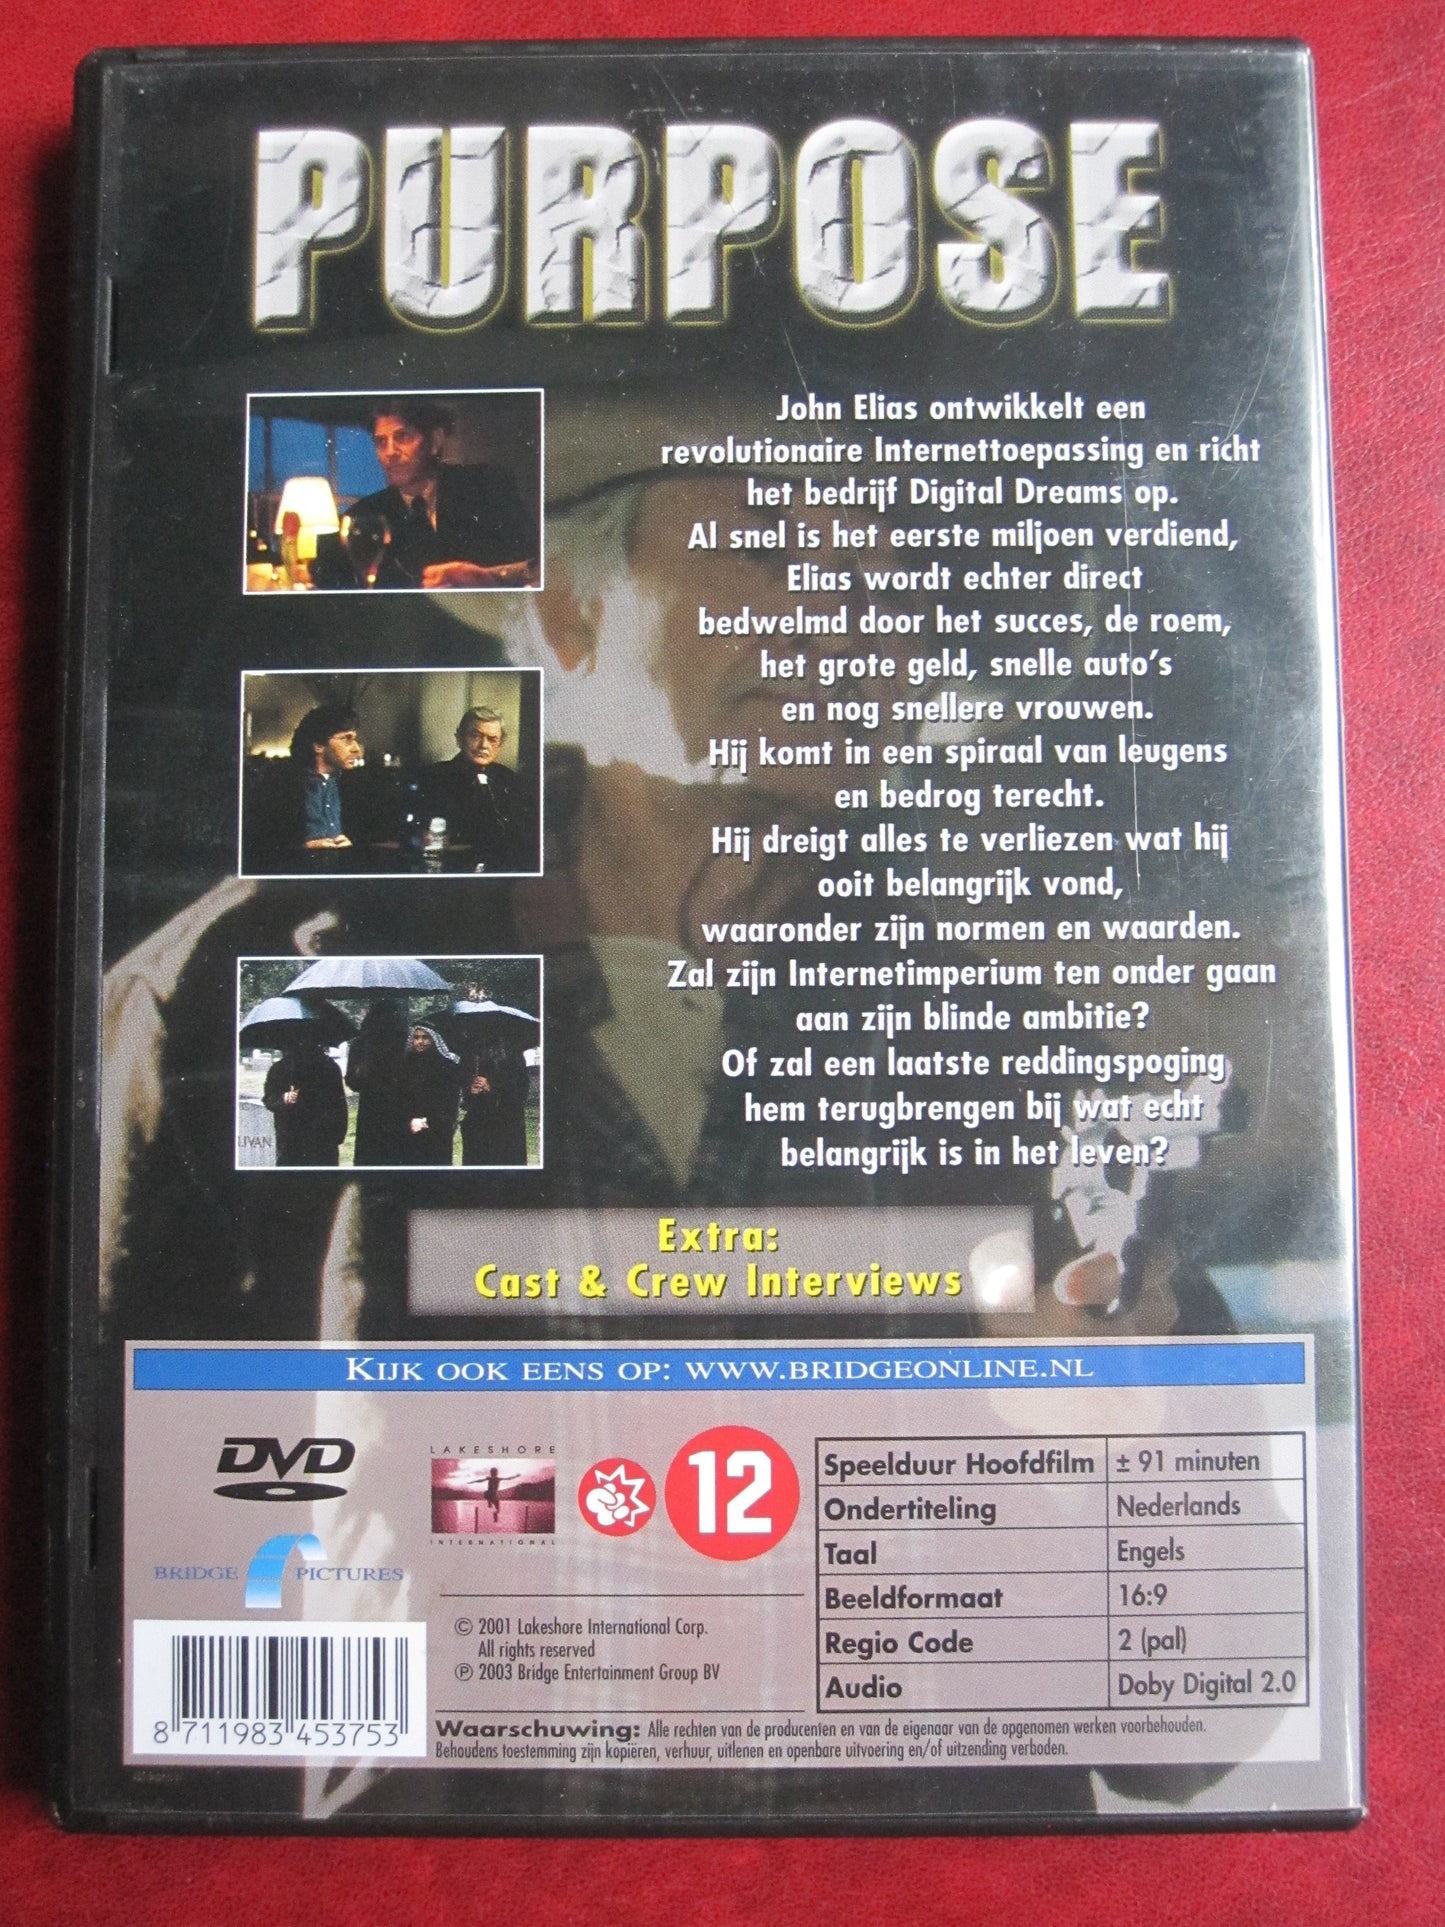 PURPOSE
John Elias ontwikkelt een
revolutionaire Internettoepassing en richt
het bedrijf Digital Dreams op.
Al snel is het eerste miljoen verdiend,
Elias wordt echter direct
bedwelmd door het succes, de roem,
het grote geld, snelle auto's
en nog snellere vrouwen.
Hij komt in een spiraal van leugens
en bedrog terecht.
Hij dreigt alles te verliezen wat hij
ooit belangrijk vond,
waaronder zijn normen en waarden.
Zal zijn Internetimperium ten onder gaan
aan zijn blinde ambitie?
Of zal een laatste reddingspoging
hem terugbrengen bij wat echt
belangrijk is in het leven?
LIVAN
Extra:
Cast & Crew Interviews
KIJK OOK EENS OP: WWW.BRIDGEONLINE.NL
DVD
LAKESHORE
INTERNATIONAL
12
BRIDGE PICTURES
Speelduur Hoofdfilm ± 91 minuten
Ondertiteling Nederlands
Taal Engels
Beeldformaat 16:9
Regio Code 2 (pal)
Audio Doby Digital 2.0
© 2001 Lakeshore International Corp.
All rights reserved
℗ 2003 Bridge Entertainment Group BV
8 711983 453753
Waarschuwing: Alle rechten van de producenten en van de eigenaar van de opgenomen werken voorbehouden.
Behoudens toestemming zijn kopiëren, verhuur, uitlenen en openbare uitvoering en/of uitzending verboden.